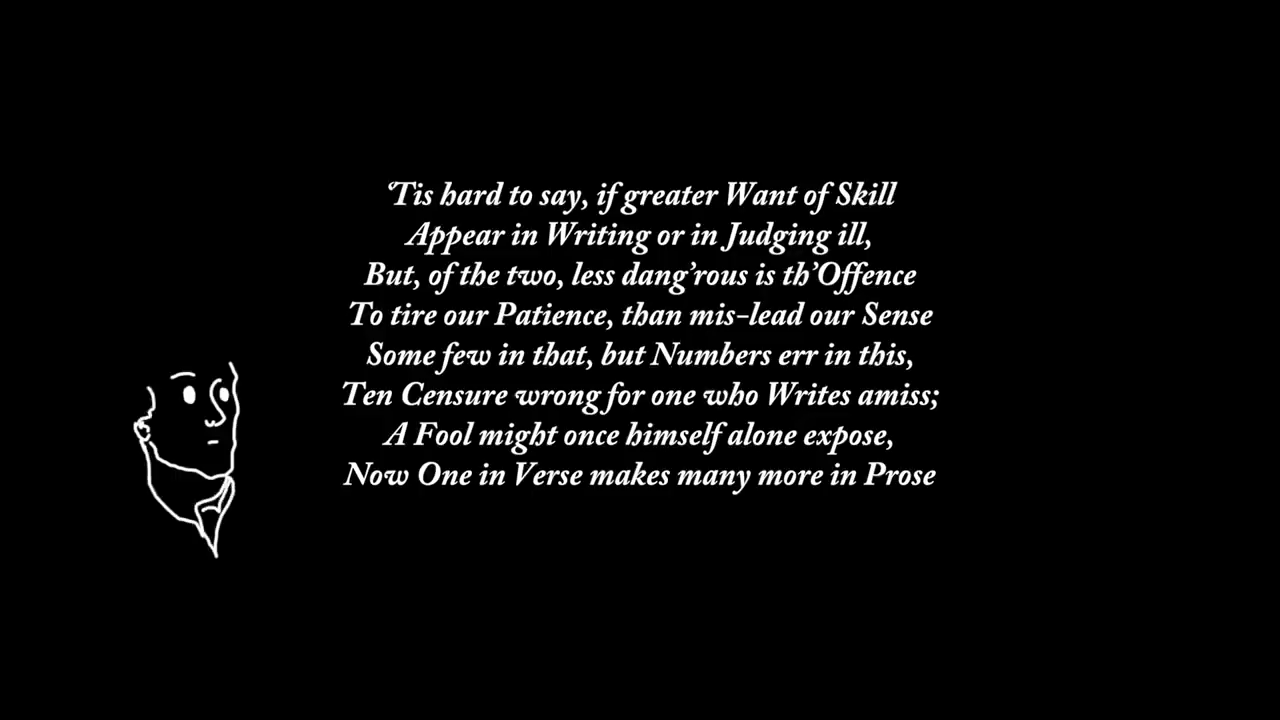 'Tis hard to say, if greater Want of Skill
Appear in Writing or in Judging ill,
But, of the two, less dang'rous is th'Offence
To tire our Patience, than mis-lead our Sense
Some few in that, but Numbers err in this,
Ten Censure wrong for one who Writes amiss;
A Fool might once himself alone expose,
Now One in Verse makes many more in Prose